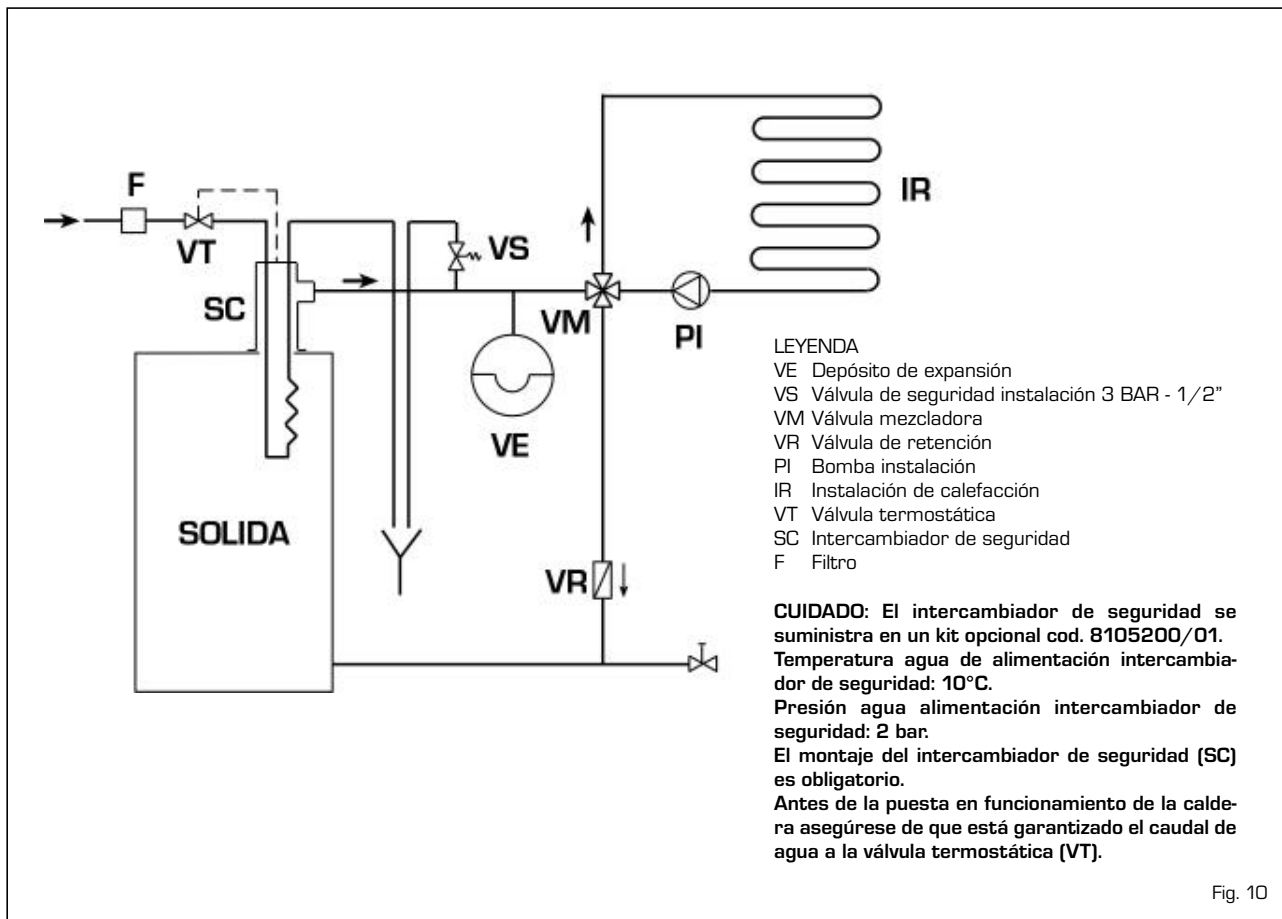 F
VT
SC
VS
VM
PI
IR
VE
SOLIDA
VR
LEYENDA
VE Depósito de expansión
VS Válvula de seguridad instalación 3 BAR - 1/2”
VM Válvula mezcladora
VR Válvula de retención
PI Bomba instalación
IR Instalación de calefacción
VT Válvula termostática
SC Intercambiador de seguridad
F Filtro
CUIDADO: El intercambiador de seguridad se
suministra en un kit opcional cod. 8105200/01.
Temperatura agua de alimentación intercambia-
dor de seguridad: 10°C.
Presión agua alimentación intercambiador de
seguridad: 2 bar.
El montaje del intercambiador de seguridad (SC)
es obligatorio.
Antes de la puesta en funcionamiento de la calde-
ra asegúrese de que está garantizado el caudal de
agua a la válvula termostática (VT).
Fig. 10